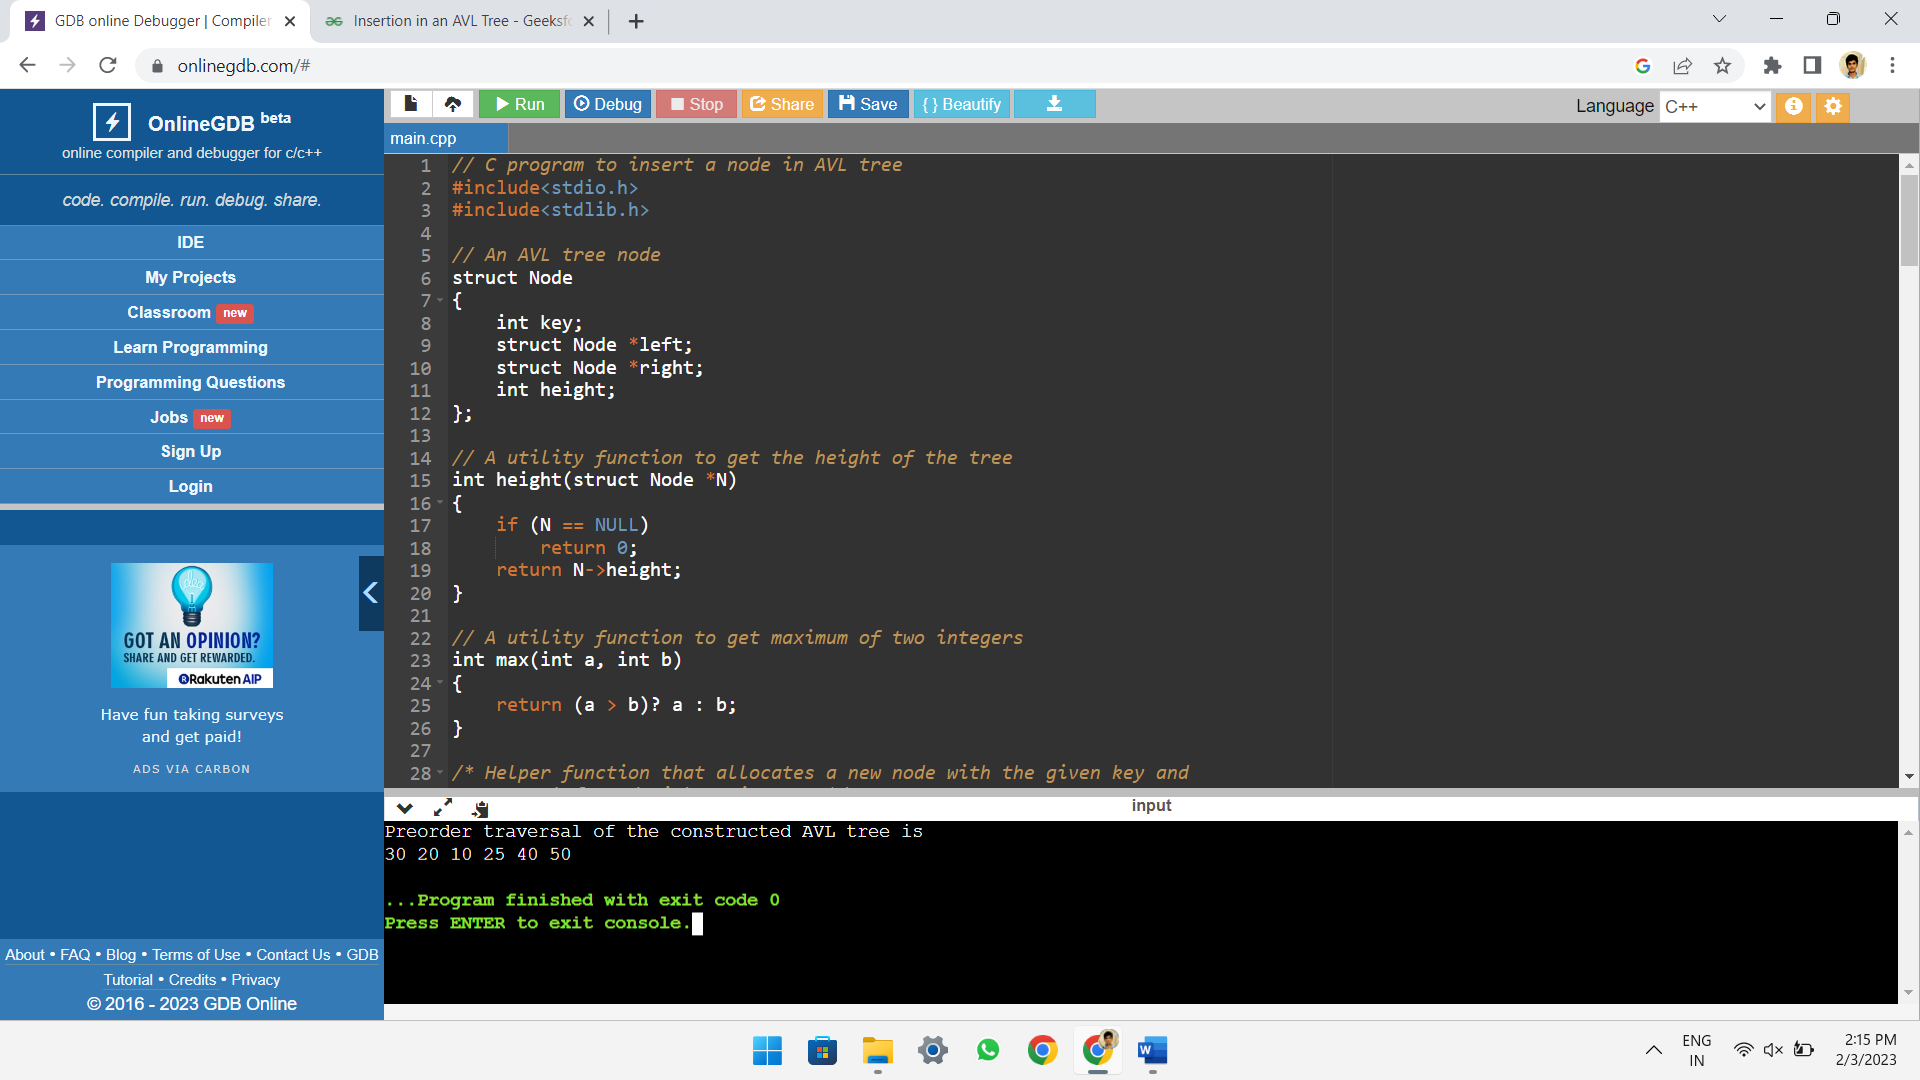 GDB online Debugger | Compiler
Insertion in an AVL Tree - Geeksf
onlinegdb.com/#
OnlineGDB beta
online compiler and debugger for c/c++
code. compile. run. debug. share.
IDE
My Projects
Classroom new
Learn Programming
Programming Questions
Jobs new
Sign Up
Login
GOT AN OPINION?
SHARE AND GET REWARDED.
Rakuten AIP
Have fun taking surveys
and get paid!
ADS VIA CARBON
About • FAQ • Blog • Terms of Use • Contact Us • GDB
Tutorial • Credits • Privacy
© 2016 - 2023 GDB Online
Run Debug Stop Share Save { } Beautify
Language C++
main.cpp
1 // C program to insert a node in AVL tree
2 #include<stdio.h>
3 #include<stdlib.h>
4
5 // An AVL tree node
6 struct Node
7 {
8 int key;
9 struct Node *left;
10 struct Node *right;
11 int height;
12 };
13
14 // A utility function to get the height of the tree
15 int height(struct Node *N)
16 {
17 if (N == NULL)
18 return 0;
19 return N->height;
20 }
21
22 // A utility function to get maximum of two integers
23 int max(int a, int b)
24 {
25 return (a > b)? a : b;
26 }
27
28 /* Helper function that allocates a new node with the given key and
input
Preorder traversal of the constructed AVL tree is
30 20 10 25 40 50
...Program finished with exit code 0
Press ENTER to exit console.
ENG
IN
2:15 PM
2/3/2023